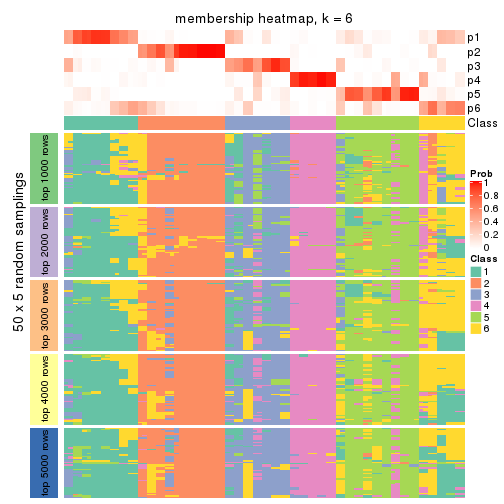 membership heatmap, k = 6
p1
p2
p3
p4
p5
p6
Class
50 x 5 random samplings
top 1000 rows
top 2000 rows
top 3000 rows
top 4000 rows
top 5000 rows
Prob
1
0.8
0.6
0.4
0.2
0
Class
1
2
3
4
5
6